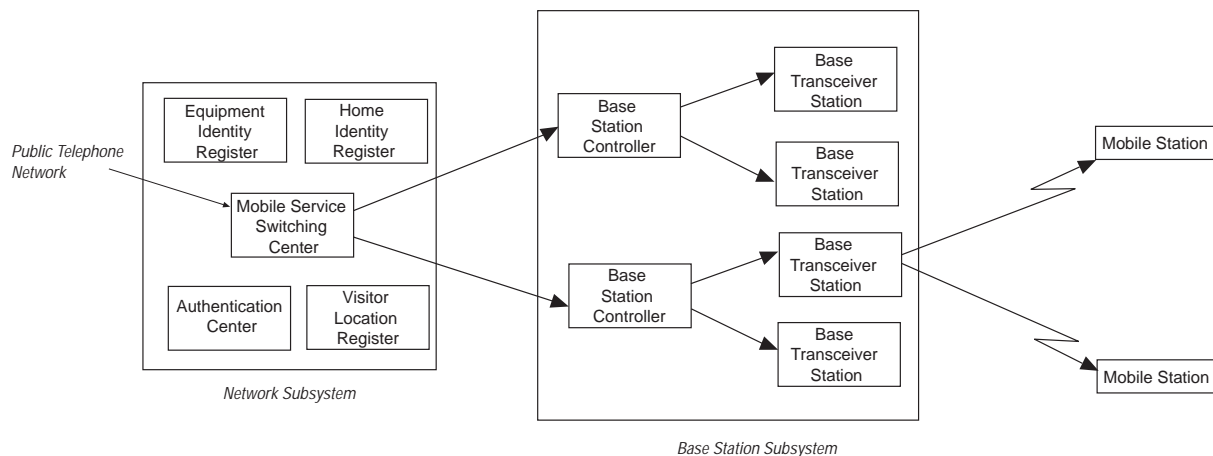 Public Telephone
Network
Equipment
Identity
Register
Home
Identity
Register
Mobile Service
Switching
Center
Authentication
Center
Visitor
Location
Register
Network Subsystem
Base
Station
Controller
Base
Transceiver
Station
Base
Transceiver
Station
Base
Station
Controller
Base
Transceiver
Station
Base
Transceiver
Station
Base Station Subsystem
Mobile Station
Mobile Station